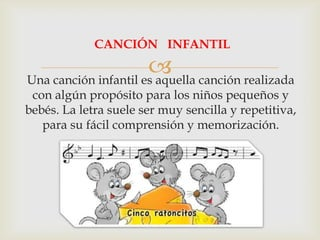 CANCIÓN INFANTIL
Una canción infantil es aquella canción realizada
con algún propósito para los niños pequeños y
bebés. La letra suele ser muy sencilla y repetitiva,
para su fácil comprensión y memorización.
Cinco ratoncitos